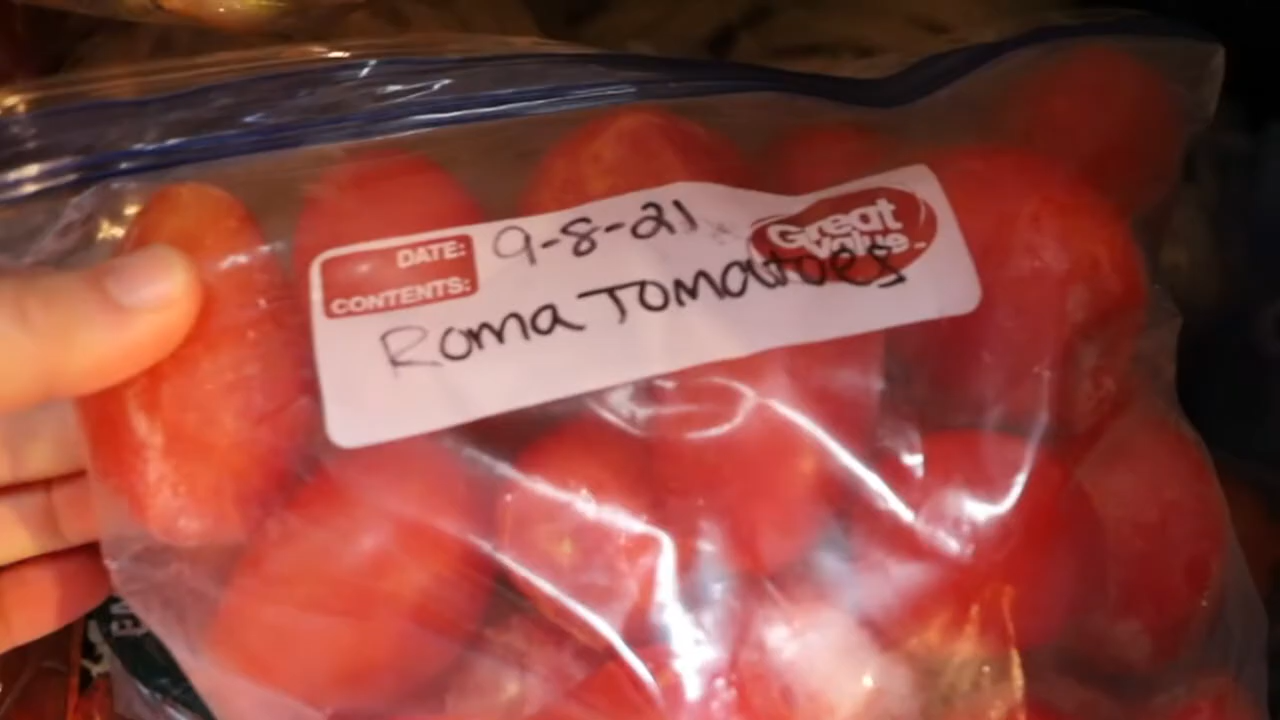 DATE: 9-8-21
CONTENTS:
Roma Tomatoes
Great
Value